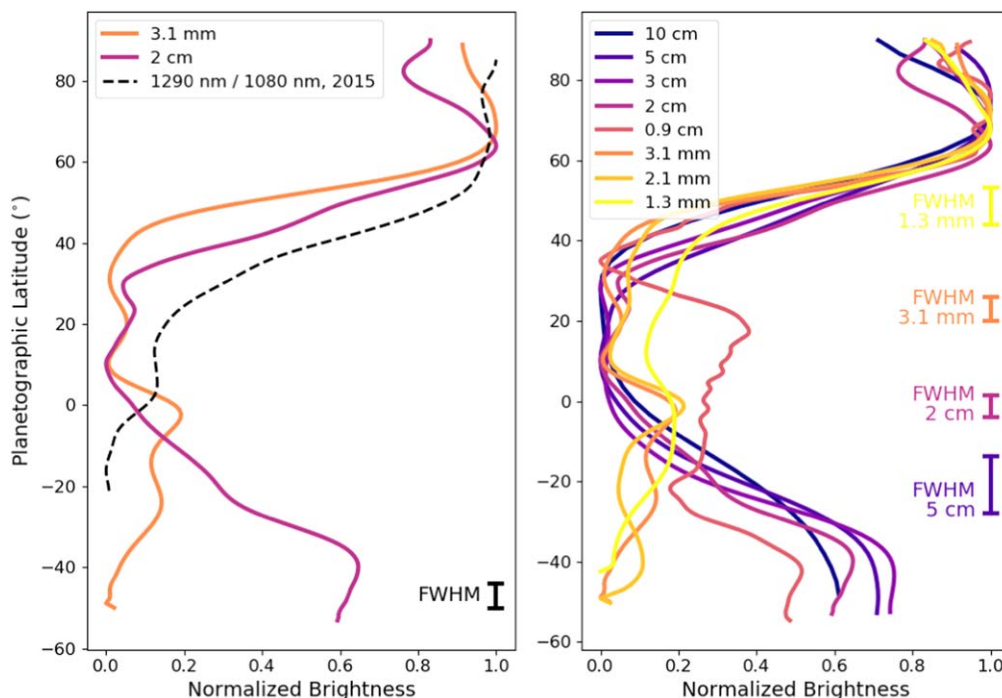 3.1 mm
2 cm
1290 nm / 1080 nm, 2015
Planetographic Latitude (°)
80
60
40
20
0
−20
−40
−60
FWHM
0.0 0.2 0.4 0.6 0.8 1.0
Normalized Brightness
10 cm
5 cm
3 cm
2 cm
0.9 cm
3.1 mm
2.1 mm
1.3 mm
80
60
40
20
0
−20
−40
−60
FWHM
1.3 mm
FWHM
3.1 mm
FWHM
2 cm
FWHM
5 cm
0.0 0.2 0.4 0.6 0.8 1.0
Normalized Brightness